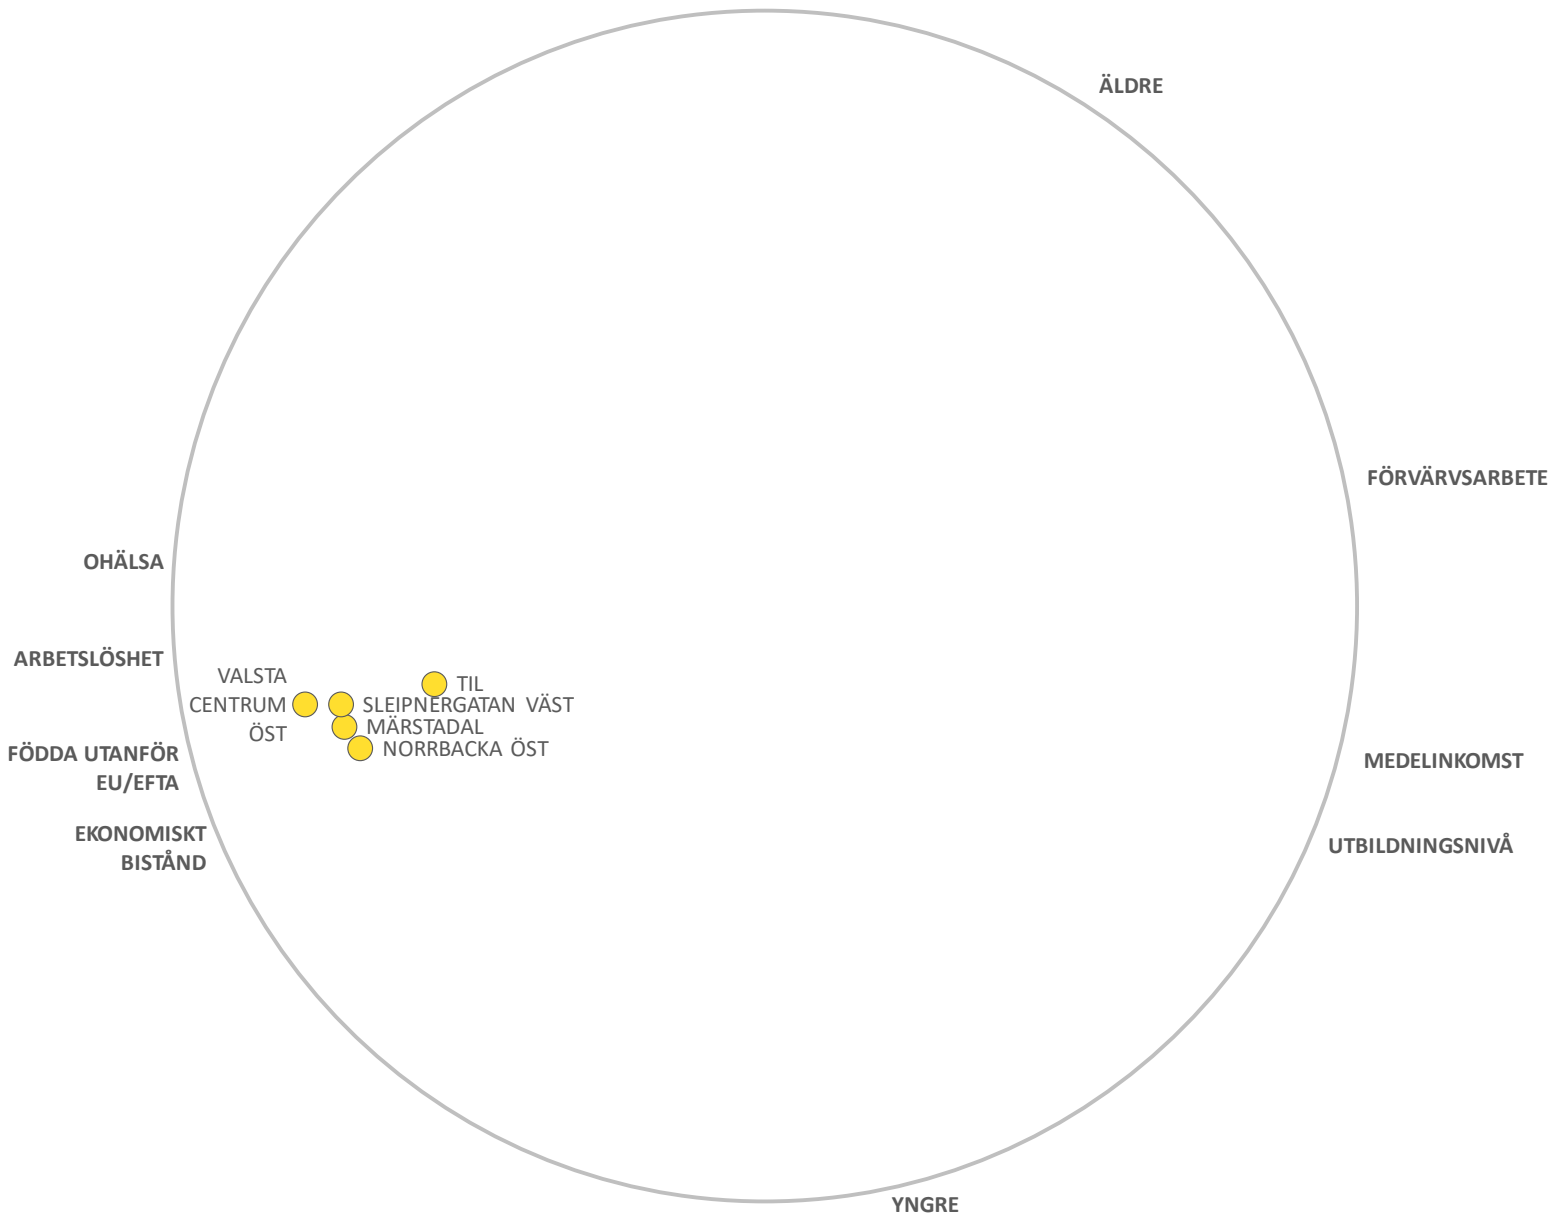 ÄLDRE
FÖRVÄRVSARBETE
OHÄLSA
ARBETSLÖSHET
VALSTA
CENTRUM
ÖST
TIL
SLEIPNERGATAN VÄST
MÄRSTADAL
NORRBACKA ÖST
FÖDDA UTANFÖR
EU/EFTA
MEDELINKOMST
EKONOMISKT
BISTÅND
UTBILDNINGSNIVÅ
YNGRE